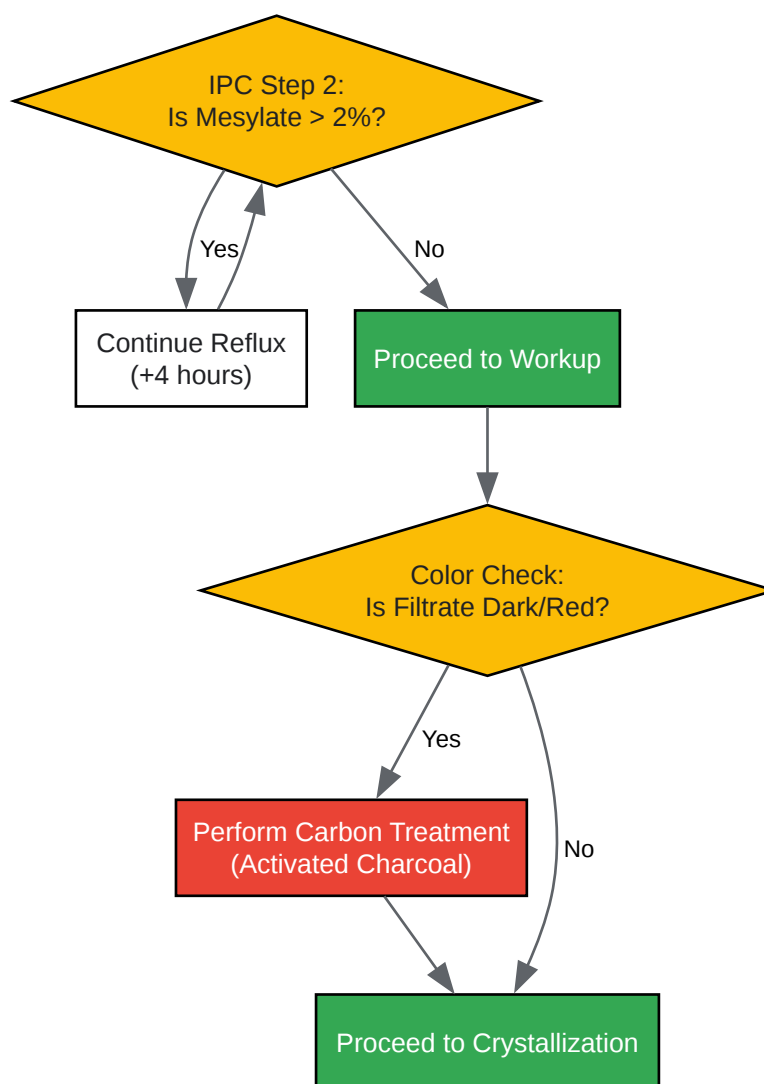 IPC Step 2:
Is Mesylate > 2%?
Yes
No
Continue Reflux
(+4 hours)
Proceed to Workup
Color Check:
Is Filtrate Dark/Red?
Yes
Perform Carbon Treatment
(Activated Charcoal)
No
Proceed to Crystallization